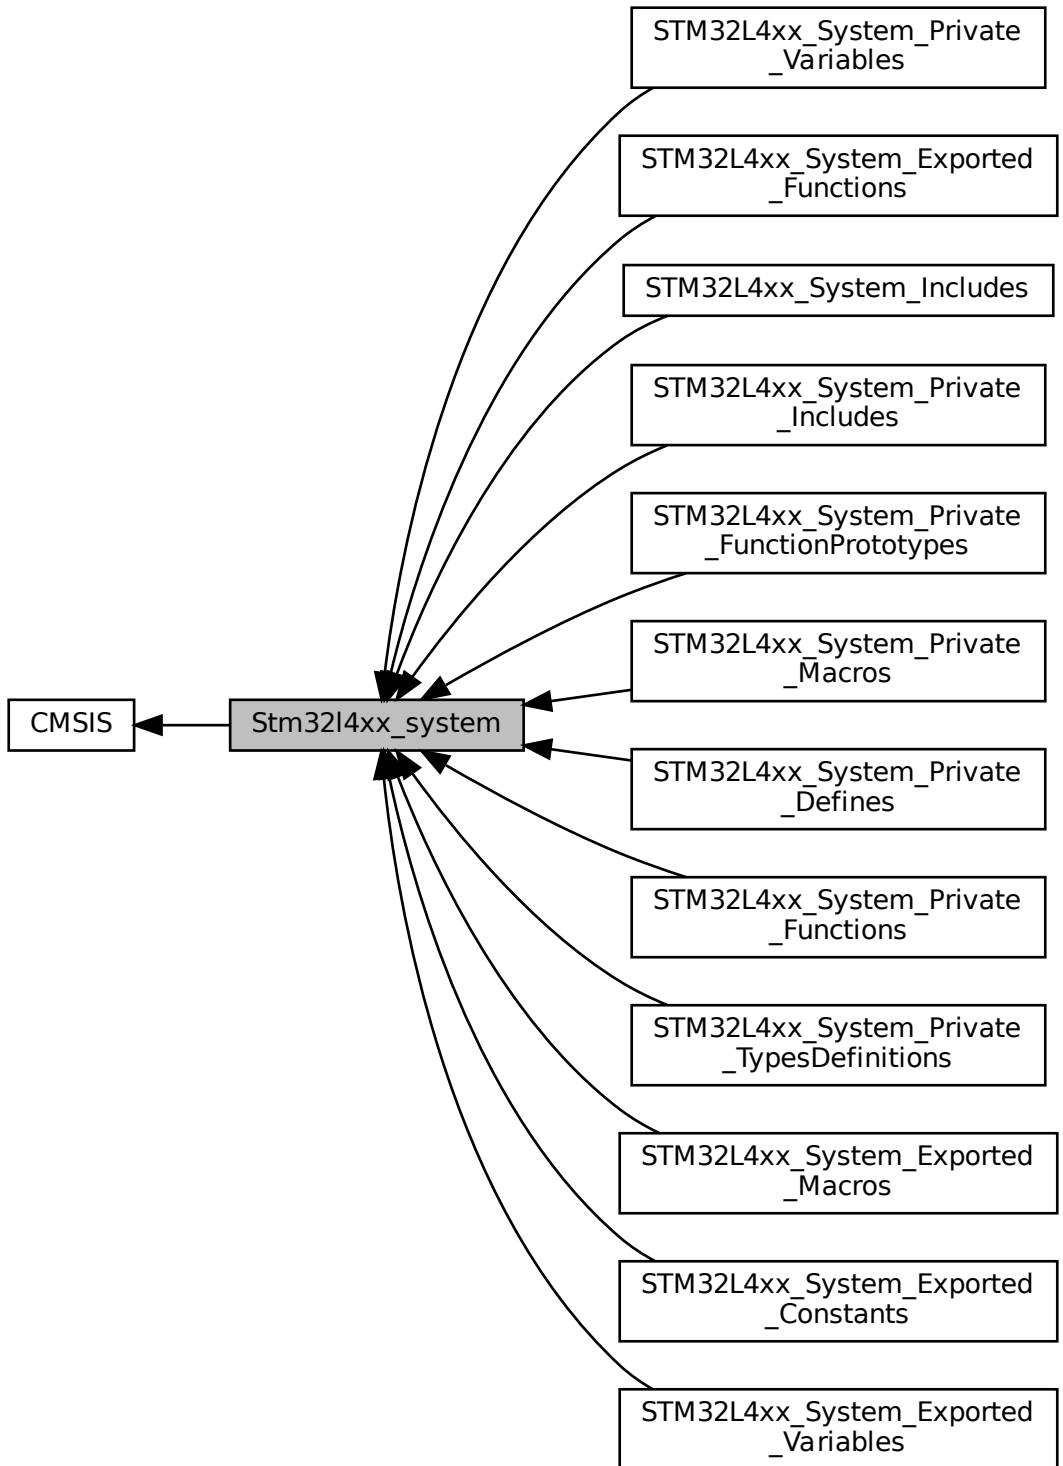 STM32L4xx_System_Private
_Variables
STM32L4xx_System_Exported
_Functions
STM32L4xx_System_Includes
STM32L4xx_System_Private
_Includes
STM32L4xx_System_Private
_FunctionPrototypes
STM32L4xx_System_Private
_Macros
CMSIS
Stm32l4xx_system
STM32L4xx_System_Private
_Defines
STM32L4xx_System_Private
_Functions
STM32L4xx_System_Private
_TypesDefinitions
STM32L4xx_System_Exported
_Macros
STM32L4xx_System_Exported
_Constants
STM32L4xx_System_Exported
_Variables